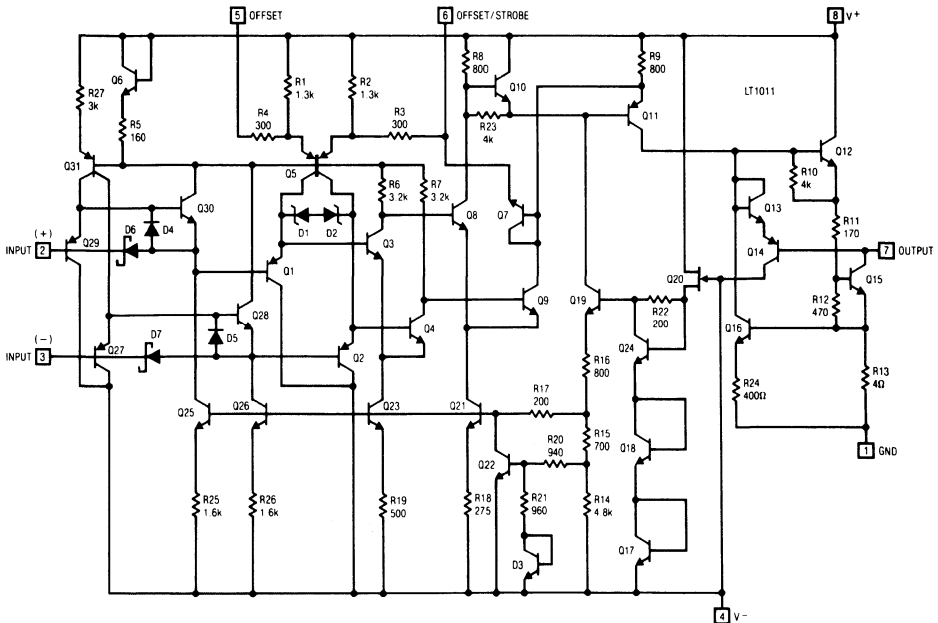 5 OFFSET
6 OFFSET/STROBE
8 V+
R27
3k
Q6
R5
160
R1
1.3k
R2
1.3k
R4
300
R3
300
R8
800
Q10
R23
4k
R9
800
Q11
LT1011
Q12
Q31
Q5
R6
3.2k
R7
3.2k
Q30
Q8
Q7
R10
4k
Q13
R11
170
(+)
INPUT 2
Q29
D6
D4
D1
D2
Q3
Q14
7 OUTPUT
Q1
Q20
Q15
Q28
Q9
Q19
R22
200
R12
470
Q4
Q16
(-)
INPUT 3
Q27
D7
D5
Q2
Q24
R16
800
R24
400Ω
R13
4Ω
Q25
Q26
Q23
Q21
R17
200
R15
700
Q18
1 GND
Q22
R20
940
R25
1.6k
R26
1.6k
R19
500
R18
275
R21
960
R14
4.8k
D3
Q17
4 V-